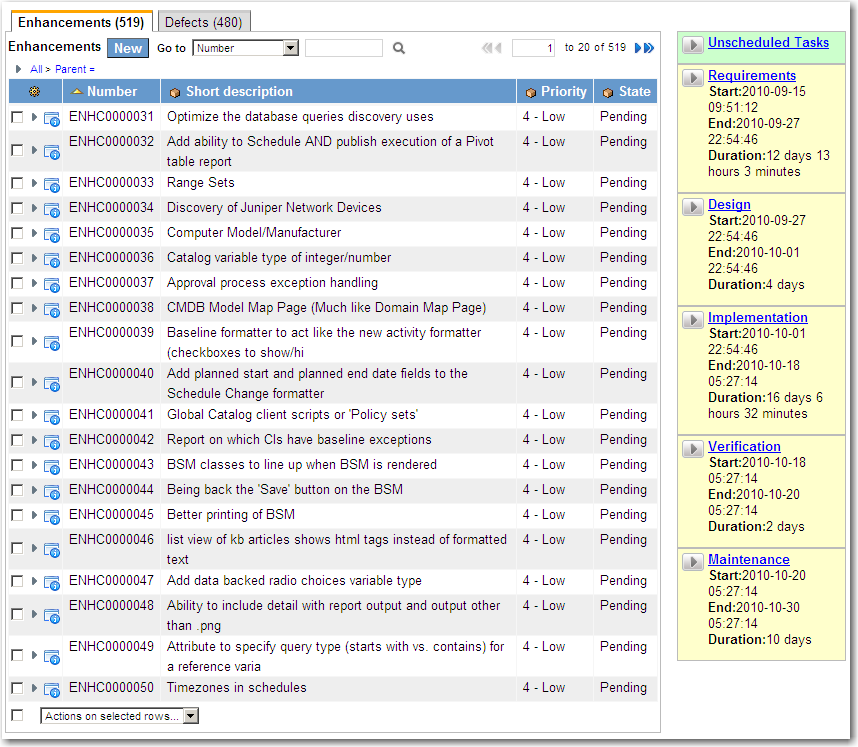 Enhancements (519)
Defects (480)
Enhancements New Go to Number 1 to 20 of 519
All > Parent =
Number Short description Priority State
ENHC0000031 Optimize the database queries discovery uses 4 - Low Pending
ENHC0000032 Add ability to Schedule AND publish execution of a Pivot 4 - Low Pending
table report
ENHC0000033 Range Sets 4 - Low Pending
ENHC0000034 Discovery of Juniper Network Devices 4 - Low Pending
ENHC0000035 Computer Model/Manufacturer 4 - Low Pending
ENHC0000036 Catalog variable type of integer/number 4 - Low Pending
ENHC0000037 Approval process exception handling 4 - Low Pending
ENHC0000038 CMDB Model Map Page (Much like Domain Map Page) 4 - Low Pending
ENHC0000039 Baseline formatter to act like the new activity formatter 4 - Low Pending
(checkboxes to show/hi
ENHC0000040 Add planned start and planned end date fields to the 4 - Low Pending
Schedule Change formatter
ENHC0000041 Global Catalog client scripts or 'Policy sets' 4 - Low Pending
ENHC0000042 Report on which CIs have baseline exceptions 4 - Low Pending
ENHC0000043 BSM classes to line up when BSM is rendered 4 - Low Pending
ENHC0000044 Being back the 'Save' button on the BSM 4 - Low Pending
ENHC0000045 Better printing of BSM 4 - Low Pending
ENHC0000046 list view of kb articles shows html tags instead of formatted 4 - Low Pending
text
ENHC0000047 Add data backed radio choices variable type 4 - Low Pending
ENHC0000048 Ability to include detail with report output and output other 4 - Low Pending
than .png
ENHC0000049 Attribute to specify query type (starts with vs. contains) for 4 - Low Pending
a reference varia
ENHC0000050 Timezones in schedules 4 - Low Pending
Actions on selected rows...
Unscheduled Tasks
Requirements
Start:2010-09-15
09:51:12
End:2010-09-27
22:54:46
Duration:12 days 13
hours 3 minutes
Design
Start:2010-09-27
22:54:46
End:2010-10-01
22:54:46
Duration:4 days
Implementation
Start:2010-10-01
22:54:46
End:2010-10-18
05:27:14
Duration:16 days 6
hours 32 minutes
Verification
Start:2010-10-18
05:27:14
End:2010-10-20
05:27:14
Duration:2 days
Maintenance
Start:2010-10-20
05:27:14
End:2010-10-30
05:27:14
Duration:10 days